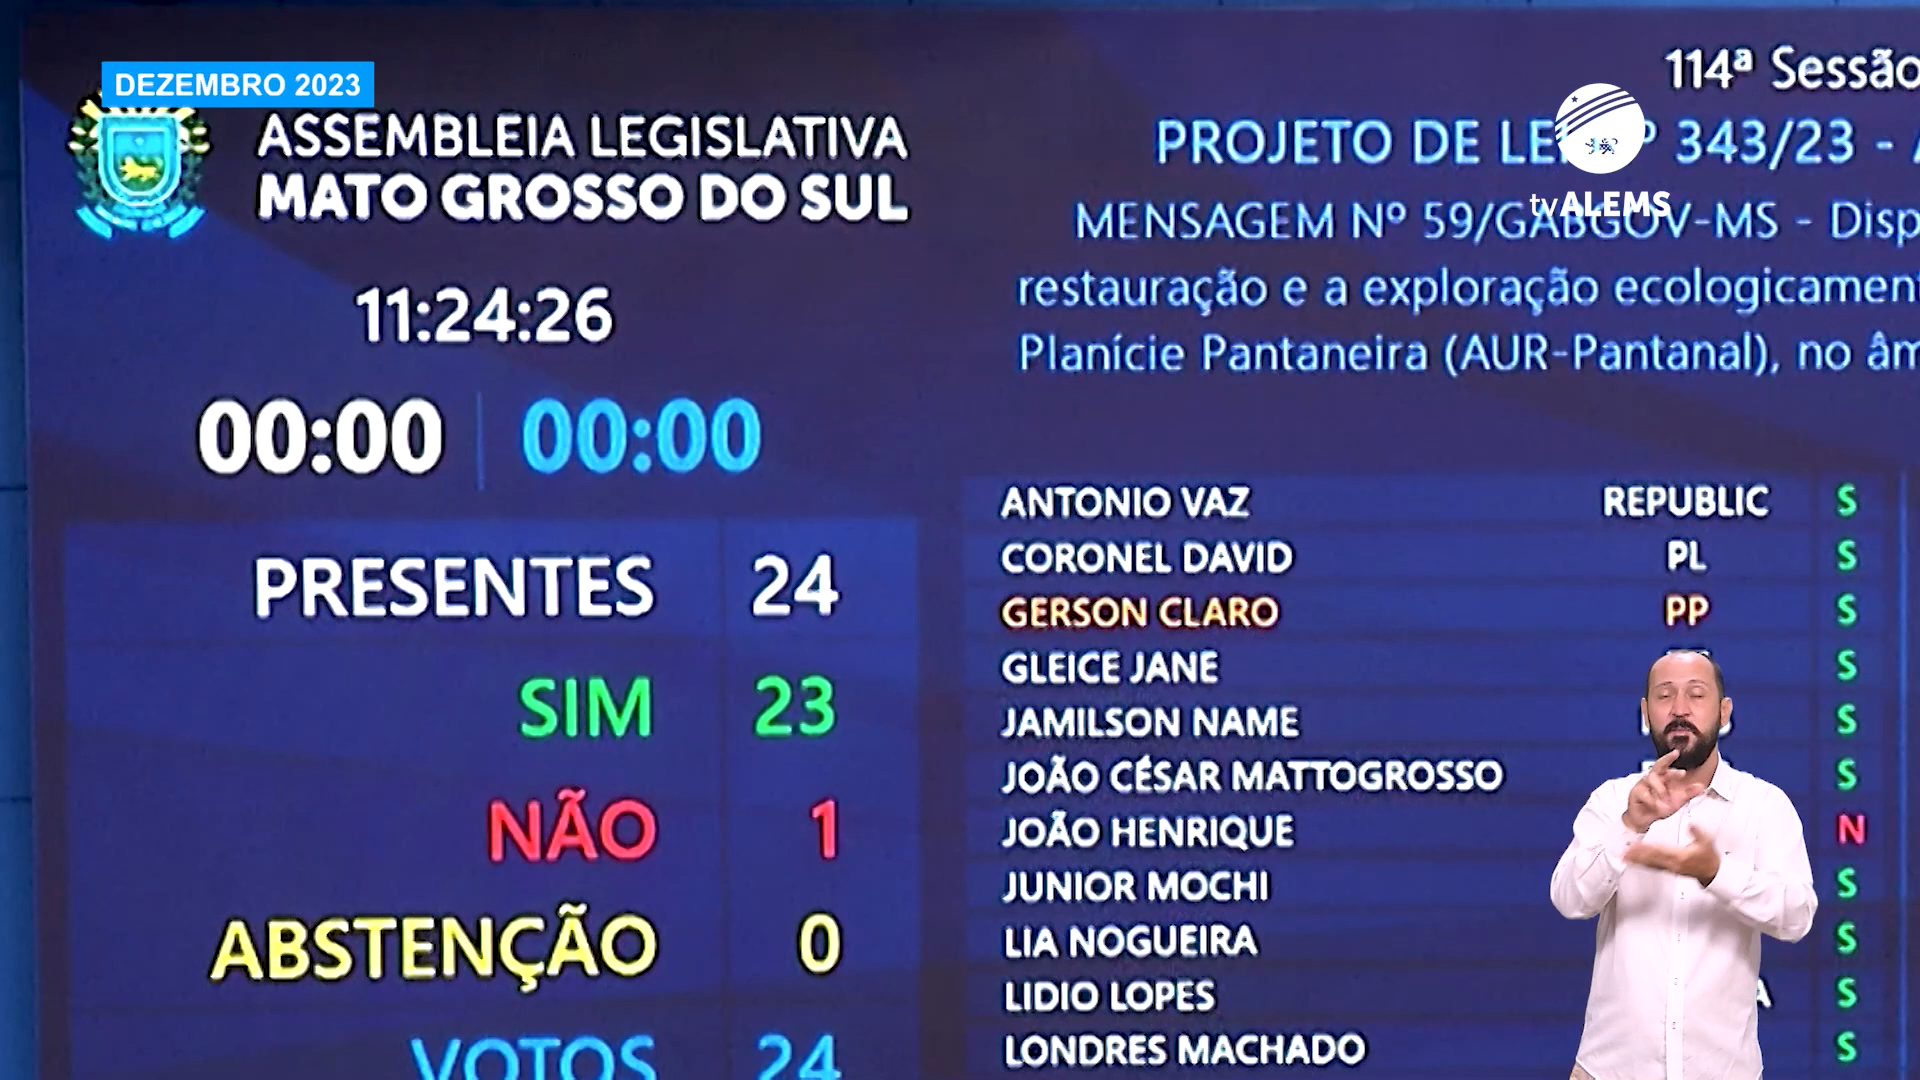 DEZEMBRO 2023
ASSEMBLEIA LEGISLATIVA
MATO GROSSO DO SUL
11:24:26
00:00 00:00
PRESENTES 24
SIM 23
NÃO 1
ABSTENÇÃO 0
VOTOS 24
114ª Sessão
PROJETO DE LEI 343/23 -
tvALEMS
MENSAGEM Nº 59/GABGOV-MS - Disp
restauração e a exploração ecologicament
Planície Pantaneira (AUR-Pantanal), no âm
ANTONIO VAZ REPUBLIC S
CORONEL DAVID PL S
GERSON CLARO PP S
GLEICE JANE S
JAMILSON NAME S
JOÃO CÉSAR MATTOGROSSO S
JOÃO HENRIQUE N
JUNIOR MOCHI S
LIA NOGUEIRA S
LIDIO LOPES S
LONDRES MACHADO S